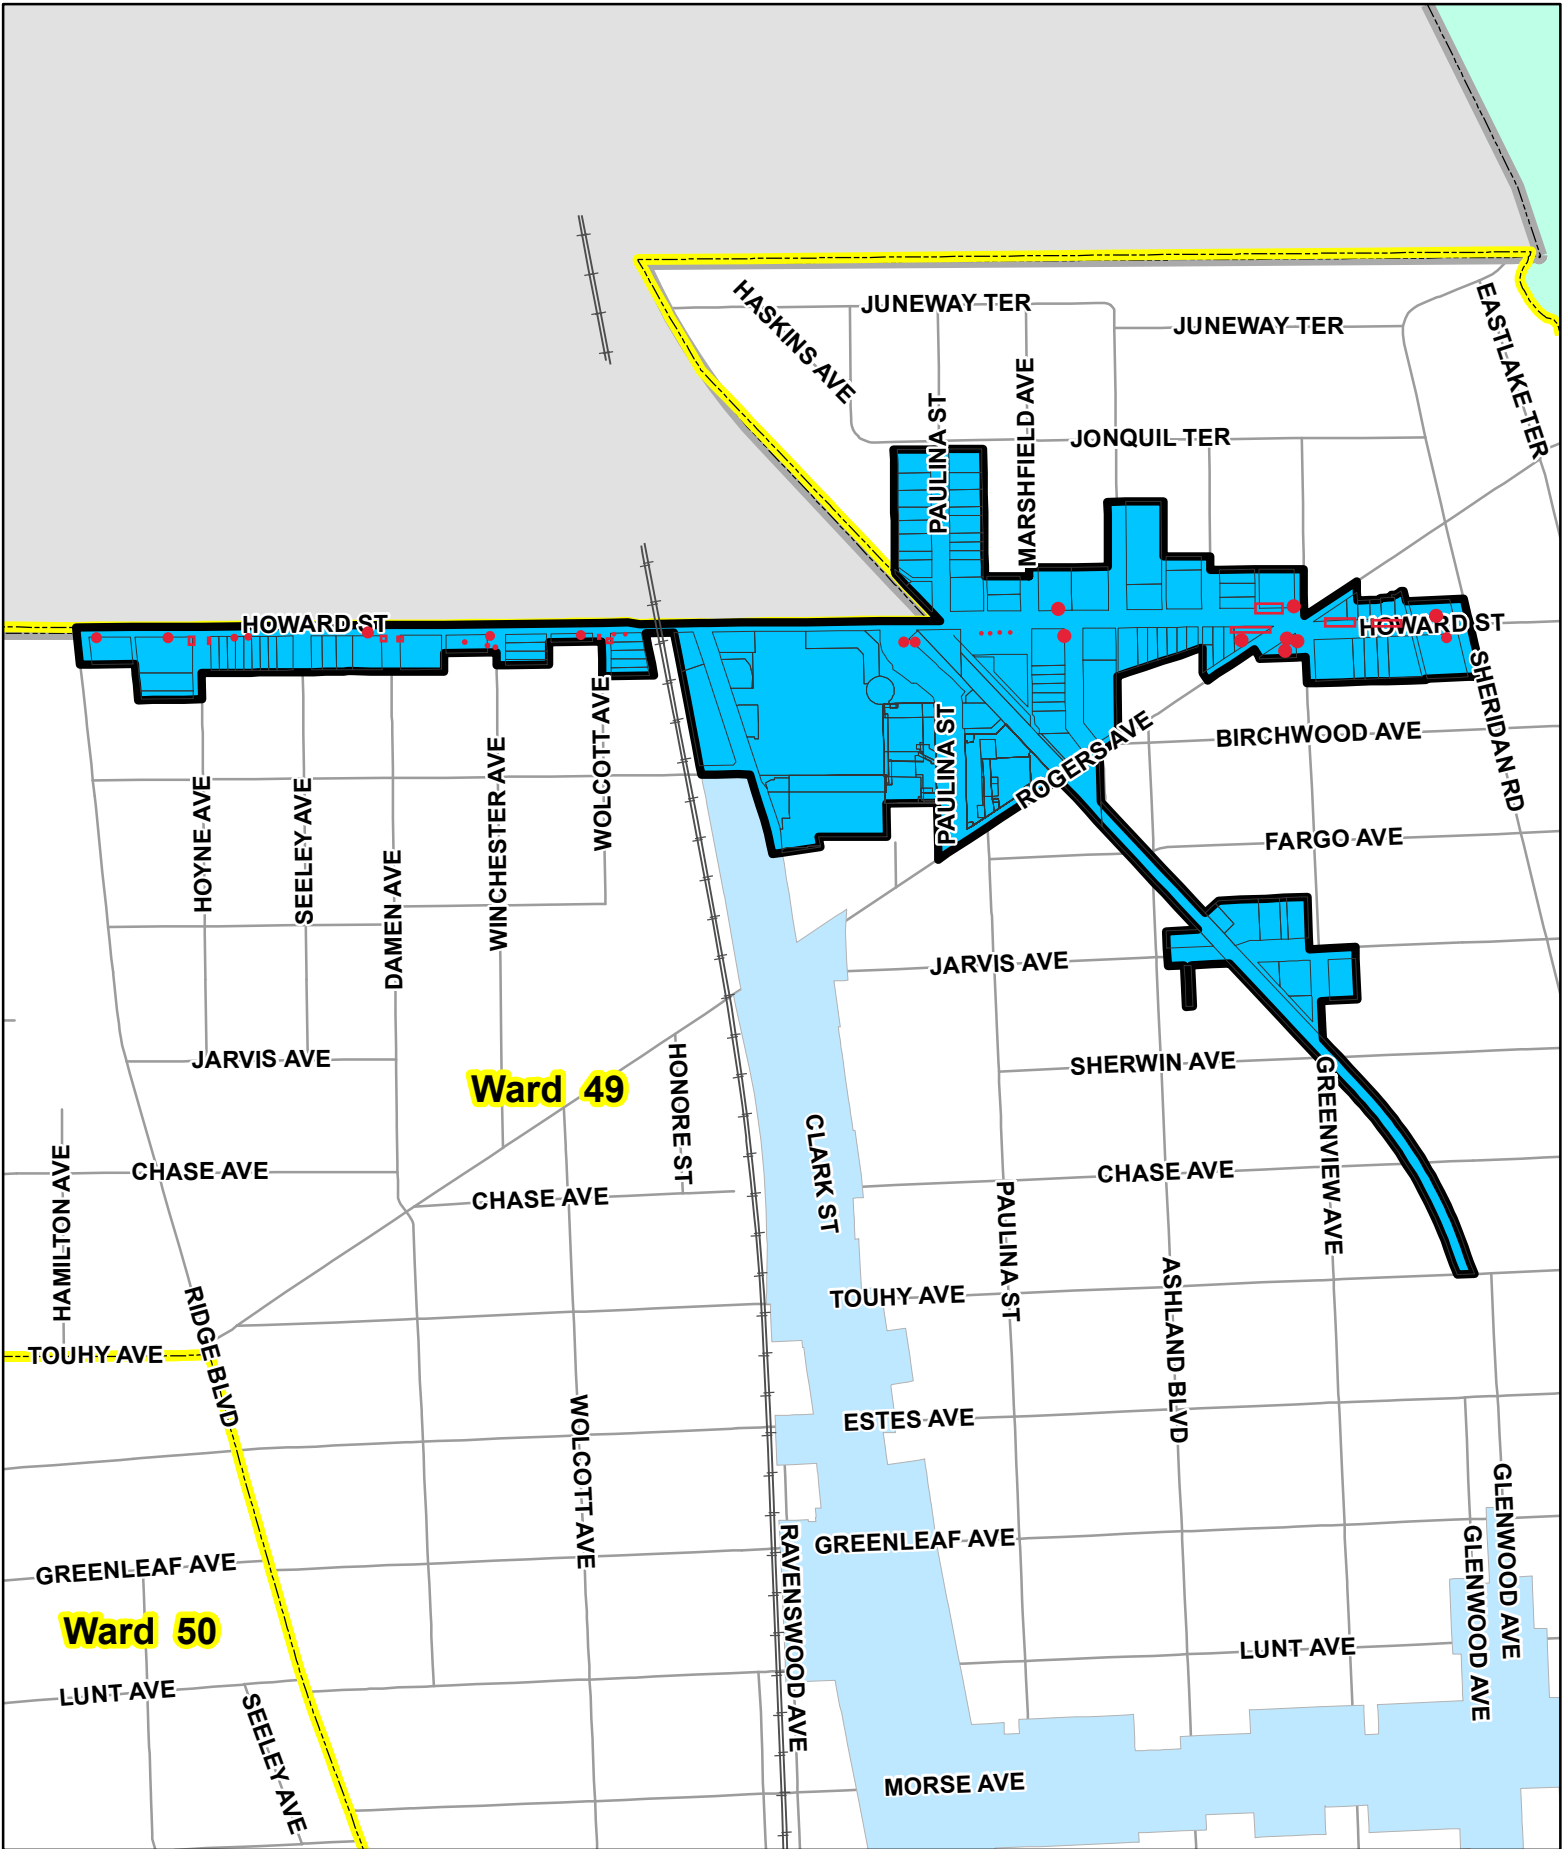 JUNEWAY TER
JUNEWAY TER
HASKINS AVE
EASTLAKE TER
PAULINA ST
MARSHFIELD AVE
JONQUIL TER
HOWARD ST
HOWARD ST
SHERIDAN RD
WOLCOTT AVE
PAULINA ST
ROGERS AVE
BIRCHWOOD AVE
HOYNE AVE
SEELEY AVE
DAMEN AVE
WINCHESTER AVE
FARGO AVE
JARVIS AVE
JARVIS AVE
SHERWIN AVE
GREENVIEW AVE
Ward 49
HONORE ST
CLARK ST
HAMILTON AVE
CHASE AVE
CHASE AVE
CHASE AVE
PAULINA ST
ASHLAND BLVD
TOUHY AVE
TOUHY AVE
RIDGE BLVD
WOLCOTT AVE
ESTES AVE
GLENWOOD AVE
GLENWOOD AVE
GREENLEAF AVE
GREENLEAF AVE
RAVENSWOOD AVE
Ward 50
LUNT AVE
LUNT AVE
SEELEY AVE
MORSE AVE